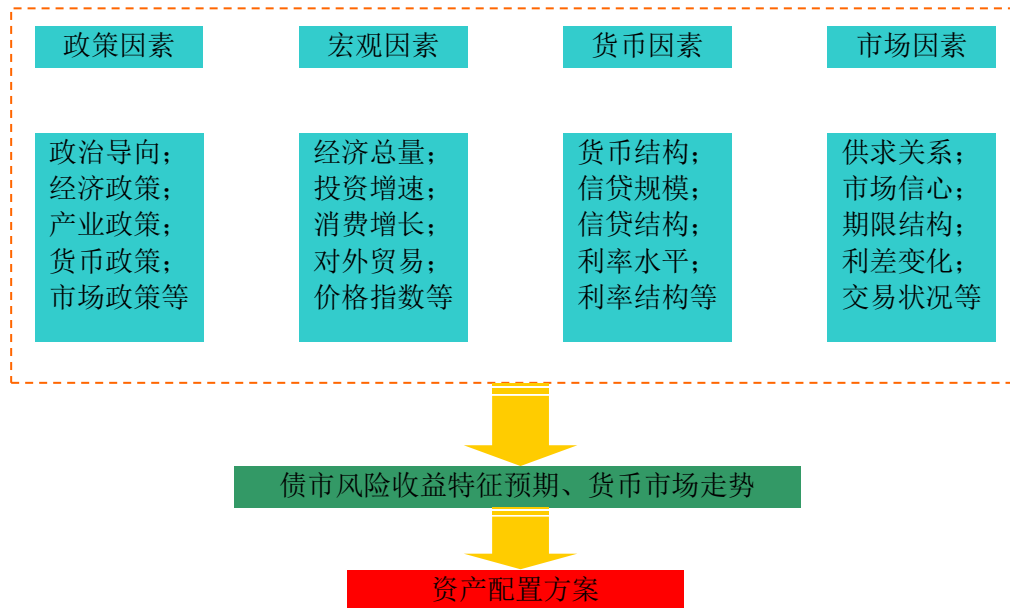 政策因素
宏观因素
货币因素
市场因素
政治导向；
经济政策；
产业政策；
货币政策；
市场政策等
经济总量；
投资增速；
消费增长；
对外贸易；
价格指数等
货币结构；
信贷规模；
信贷结构；
利率水平；
利率结构等
供求关系；
市场信心；
期限结构；
利差变化；
交易状况等
债市风险收益特征预期、货币市场走势
资产配置方案